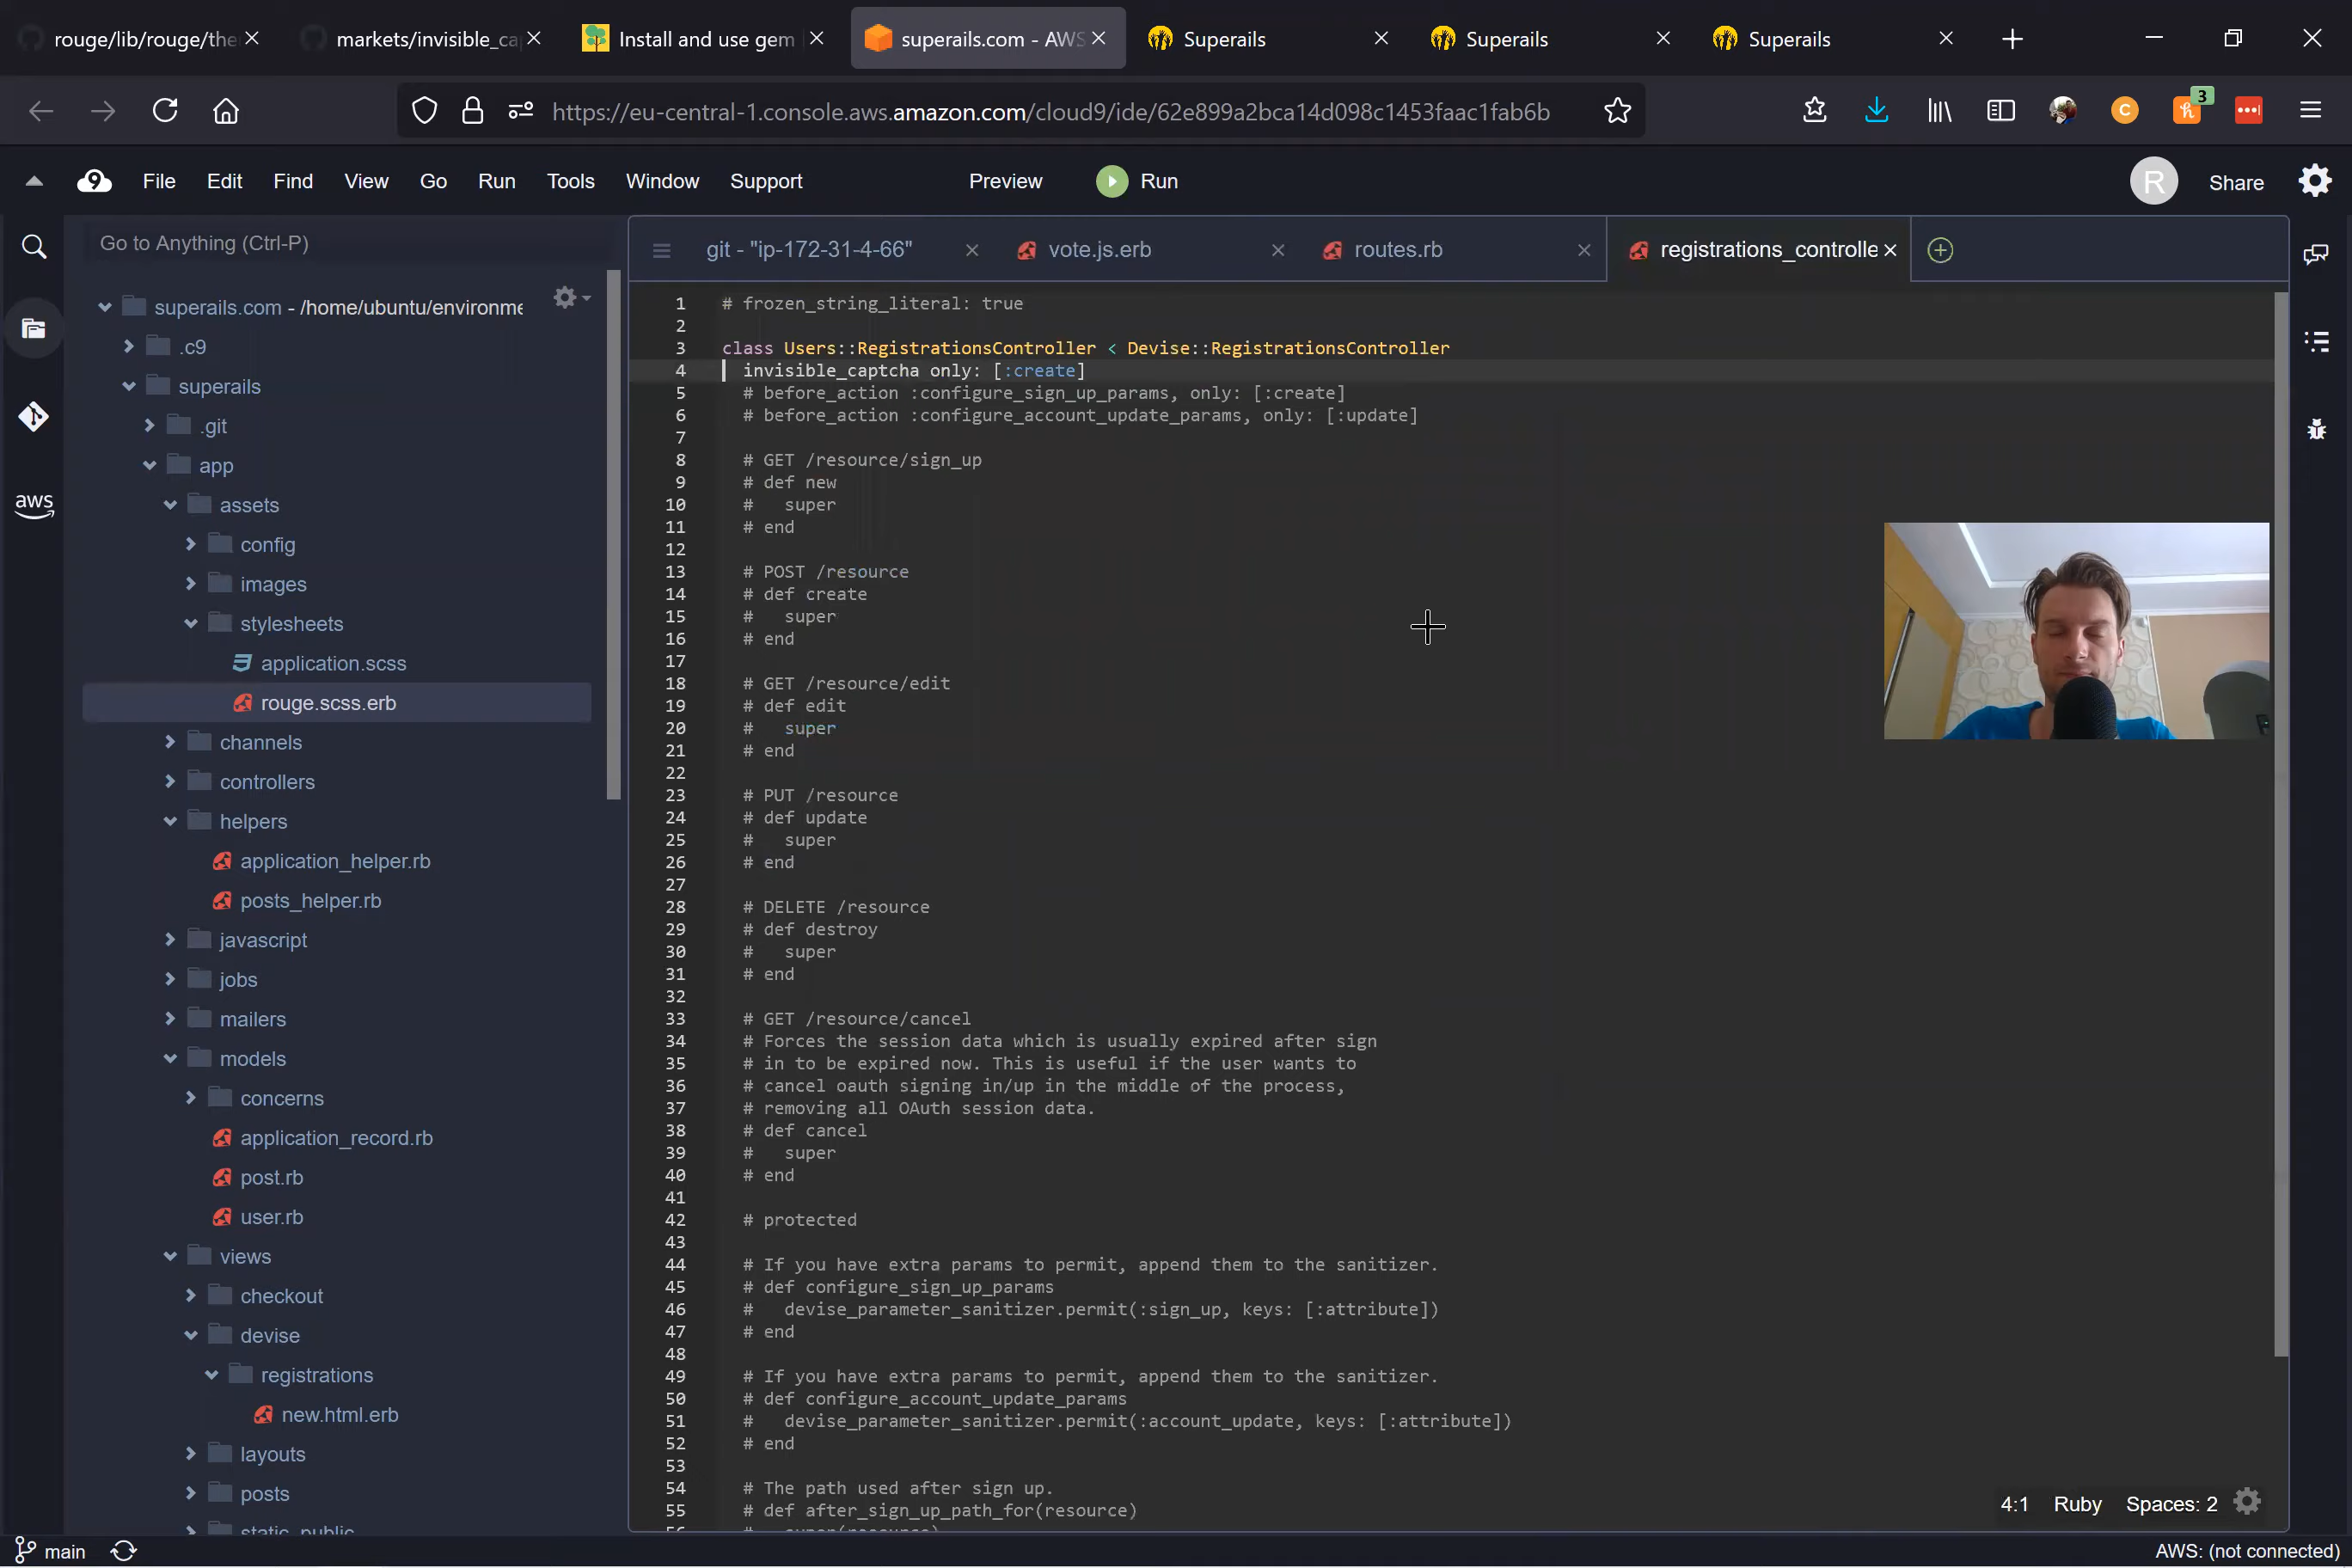 rouge/lib/rouge/the
markets/invisible_ca
Install and use gem
superails.com - AWS
Superails
Superails
Superails
https://eu-central-1.console.aws.amazon.com/cloud9/ide/62e899a2bca14d098c1453faac1fab6b
C
h
3
9
File
Edit
Find
View
Go
Run
Tools
Window
Support
Preview
Run
R
Share
Go to Anything (Ctrl-P)
git - "ip-172-31-4-66"
vote.js.erb
routes.rb
registrations_controlle
aws
superails.com - /home/ubuntu/environme
.c9
superails
.git
app
assets
config
images
stylesheets
application.scss
rouge.scss.erb
channels
controllers
helpers
application_helper.rb
posts_helper.rb
javascript
jobs
mailers
models
concerns
application_record.rb
post.rb
user.rb
views
checkout
devise
registrations
new.html.erb
layouts
posts
static_public
1 # frozen_string_literal: true
2
3 class Users::RegistrationsController < Devise::RegistrationsController
4 invisible_captcha only: [:create]
5 # before_action :configure_sign_up_params, only: [:create]
6 # before_action :configure_account_update_params, only: [:update]
7
8 # GET /resource/sign_up
9 # def new
10 # super
11 # end
12
13 # POST /resource
14 # def create
15 # super
16 # end
17
18 # GET /resource/edit
19 # def edit
20 # super
21 # end
22
23 # PUT /resource
24 # def update
25 # super
26 # end
27
28 # DELETE /resource
29 # def destroy
30 # super
31 # end
32
33 # GET /resource/cancel
34 # Forces the session data which is usually expired after sign
35 # in to be expired now. This is useful if the user wants to
36 # cancel oauth signing in/up in the middle of the process,
37 # removing all OAuth session data.
38 # def cancel
39 # super
40 # end
41
42 # protected
43
44 # If you have extra params to permit, append them to the sanitizer.
45 # def configure_sign_up_params
46 # devise_parameter_sanitizer.permit(:sign_up, keys: [:attribute])
47 # end
48
49 # If you have extra params to permit, append them to the sanitizer.
50 # def configure_account_update_params
51 # devise_parameter_sanitizer.permit(:account_update, keys: [:attribute])
52 # end
53
54 # The path used after sign up.
55 # def after_sign_up_path_for(resource)
56 # super(resource)
4:1
Ruby
Spaces: 2
main
AWS: (not connected)